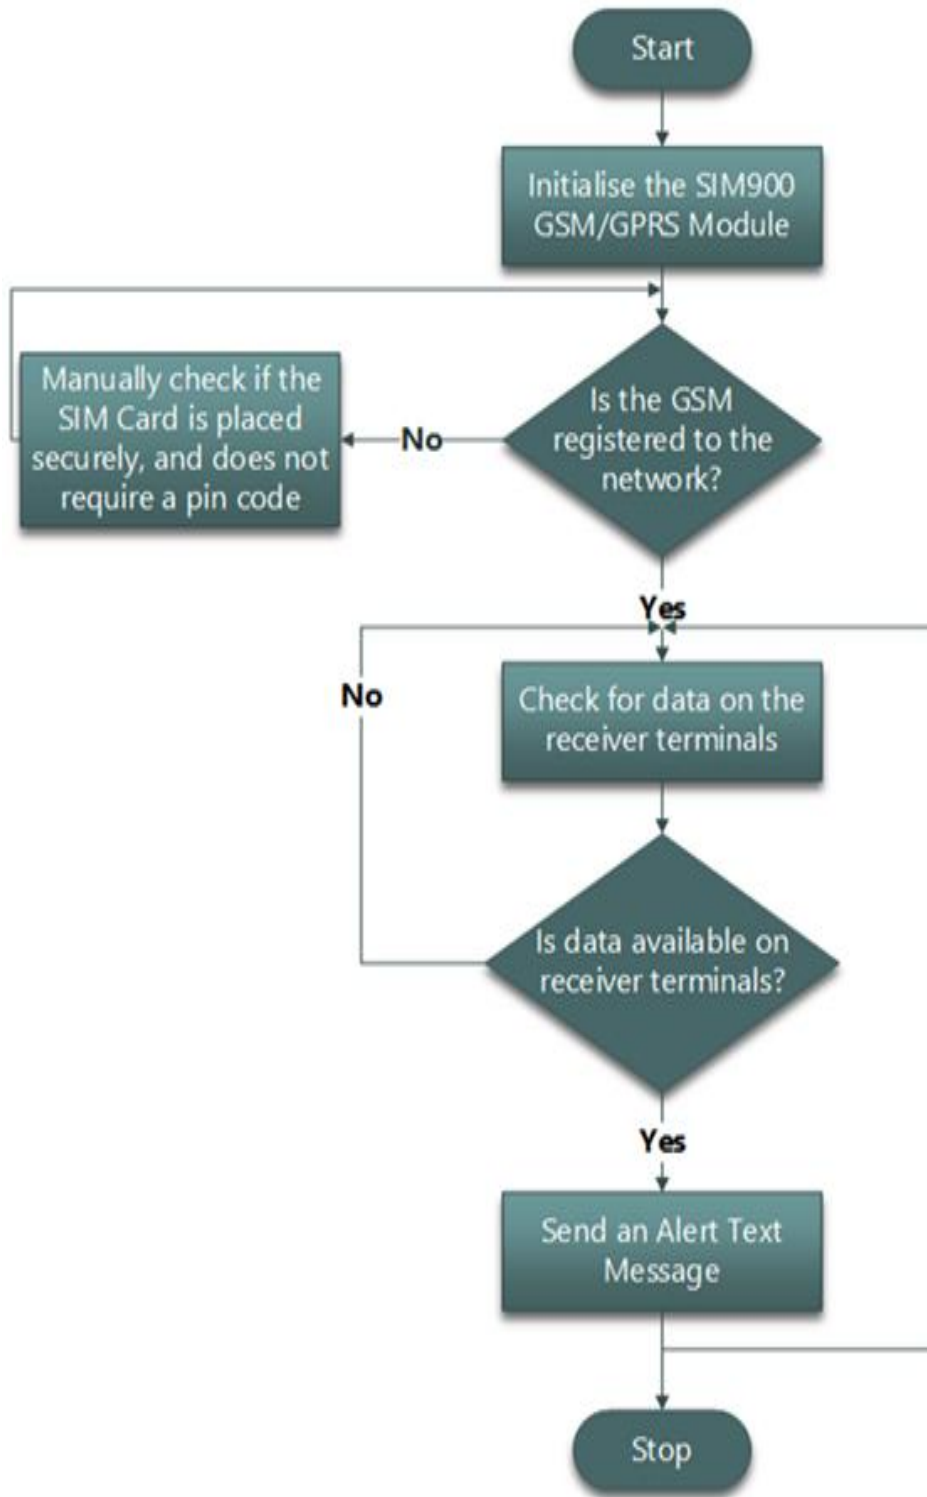 Start
Initialise the SIM900
GSM/GPRS Module
Manually check if the
SIM Card is placed
securely, and does not
require a pin code
No
Is the GSM
registered to the
network?
Yes
No
Check for data on the
receiver terminals
Is data available on
receiver terminals?
Yes
Send an Alert Text
Message
Stop